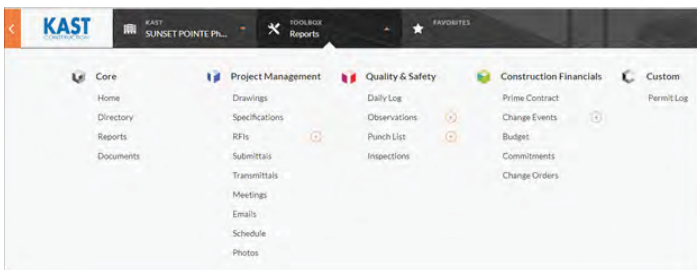 KAST
CONSTRUCTION
KAST
SUNSET POINTE Ph...
TOOLBOX
Reports
FAVORITES
Core
Home
Directory
Reports
Documents
Project Management
Drawings
Specifications
RFIs
Submittals
Transmittals
Meetings
Emails
Schedule
Photos
Quality & Safety
Daily Log
Observations
Punch List
Inspections
Construction Financials
Prime Contract
Change Events
Budget
Commitments
Change Orders
Custom
Permit Log